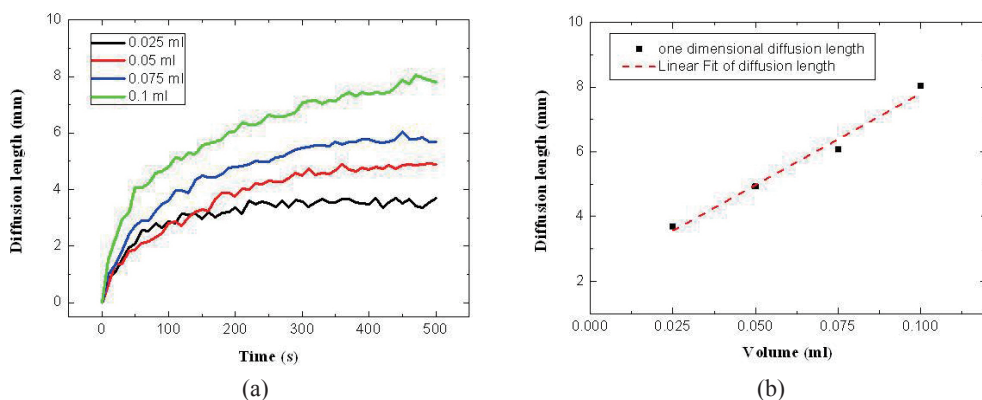 10
8
6
4
2
0
Diffusion length (mm)
0.025 ml
0.05 ml
0.075 ml
0.1 ml
0 100 200 300 400 500
Time (s)
(a)
10
8
6
4
2
Diffusion length (mm)
one dimensional diffusion length
Linear Fit of diffusion length
0.000 0.025 0.050 0.075 0.100
Volume (ml)
(b)